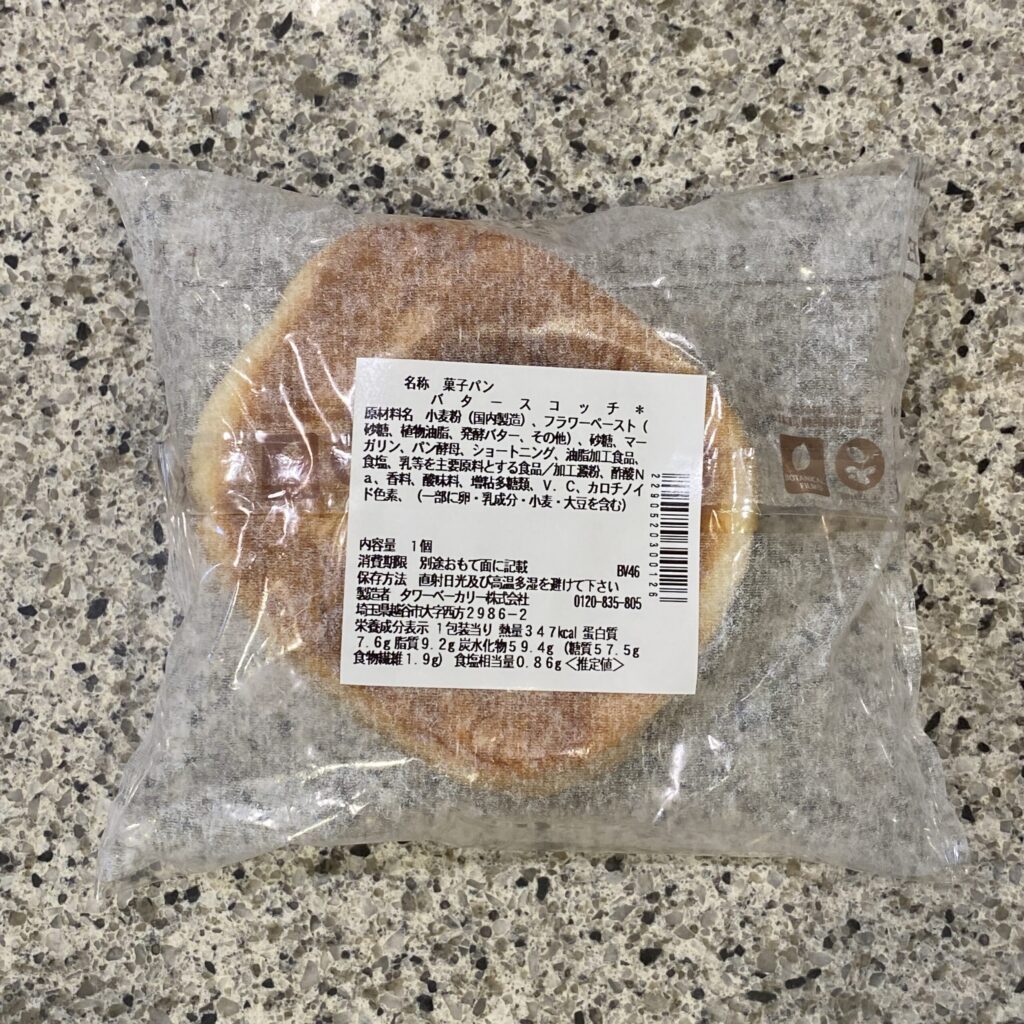 名称 菓子パン
バタースコッチ*
原材料名 小麦粉(国内製造)、フラワーペースト(
砂糖、植物油脂、発酵バター、その他)、砂糖、マー
ガリン、パン酵母、ショートニング、油脂加工食品、
食塩、乳等を主要原料とする食品/加工澱粉、酢酸N
a、香料、酸味料、増粘多糖類、V.C、カロチノイ
ド色素、(一部に卵・乳成分・小麦・大豆を含む)
内容量 1個
消費期限 別途おもて面に記載 BV46
保存方法 直射日光及び高温多湿を避けて下さい
製造者 タワーベーカリー株式会社 0120-835-805
埼玉県越谷市大字西方2986-2
栄養成分表示 1包装当り 熱量347kcal 蛋白質
7.6g 脂質9.2g 炭水化物59.4g (糖質57.5g
食物繊維1.9g) 食塩相当量0.86g<推定値>
2290520300126
BOTANICAL
FILM